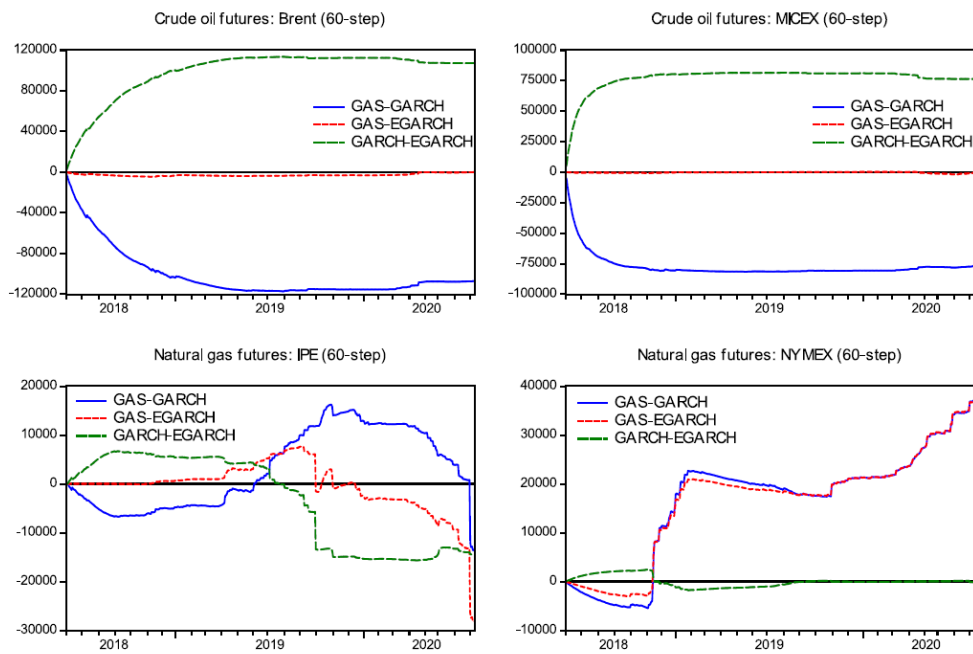 Crude oil futures: Brent (60-step)
120000
80000
40000
0
-40000
-80000
-120000
GAS-GARCH
GAS-EGARCH
GARCH-EGARCH
2018
2019
2020
Crude oil futures: MICEX (60-step)
100000
75000
50000
25000
0
-25000
-50000
-75000
-100000
GAS-GARCH
GAS-EGARCH
GARCH-EGARCH
2018
2019
2020
Natural gas futures: IPE (60-step)
20000
10000
0
-10000
-20000
-30000
GAS-GARCH
GAS-EGARCH
GARCH-EGARCH
2018
2019
2020
Natural gas futures: NYMEX (60-step)
40000
30000
20000
10000
0
-10000
GAS-GARCH
GAS-EGARCH
GARCH-EGARCH
2018
2019
2020